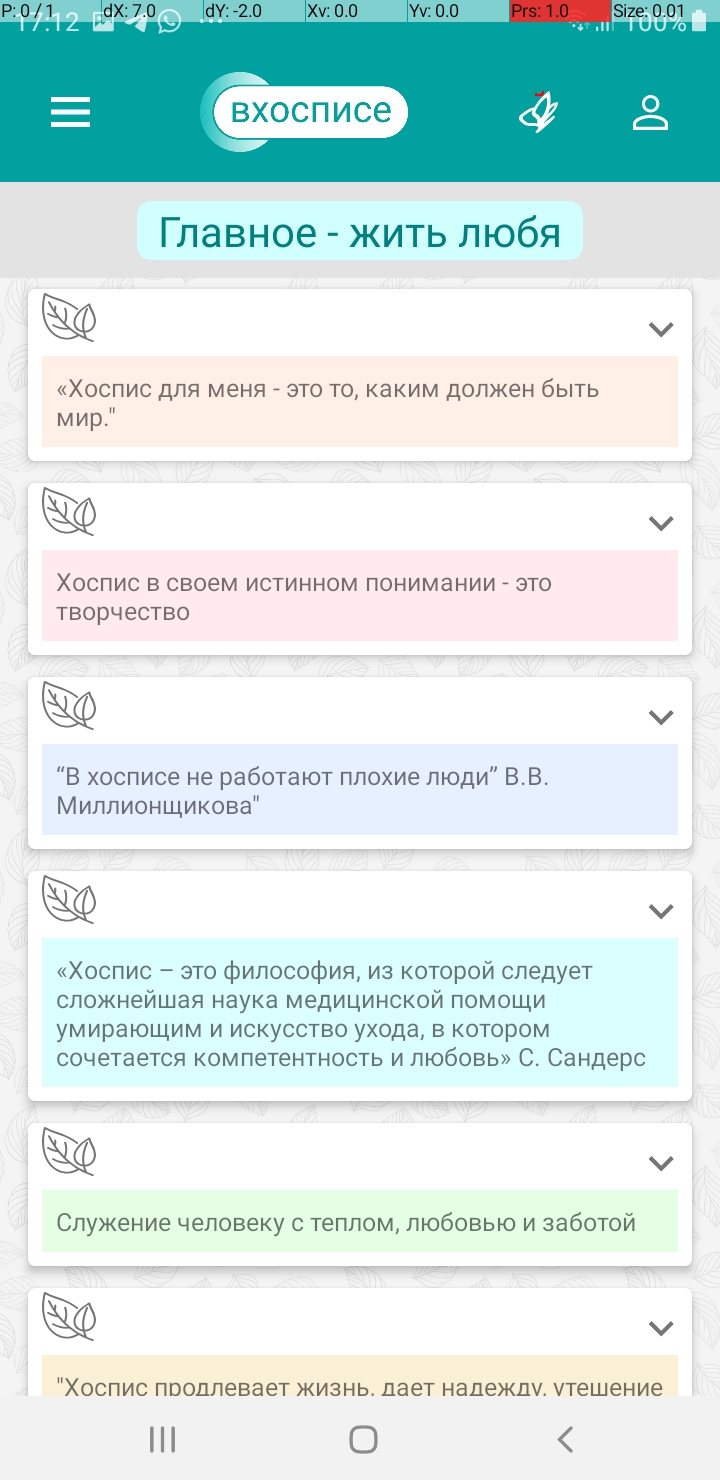 P: 0 / 1 dX: 7.0 dY: -2.0 Xv: 0.0 Yv: 0.0 Prs: 1.0 Size: 0.01
17:12 100%
вхосписе
Главное - жить любя
«Хоспис для меня - это то, каким должен быть
мир."
Хоспис в своем истинном понимании - это
творчество
“В хосписе не работают плохие люди” В.В.
Миллионщикова"
«Хоспис – это философия, из которой следует
сложнейшая наука медицинской помощи
умирающим и искусство ухода, в котором
сочетается компетентность и любовь» С. Сандерс
Служение человеку с теплом, любовью и заботой
"Хоспис продлевает жизнь, дает надежду, утешение